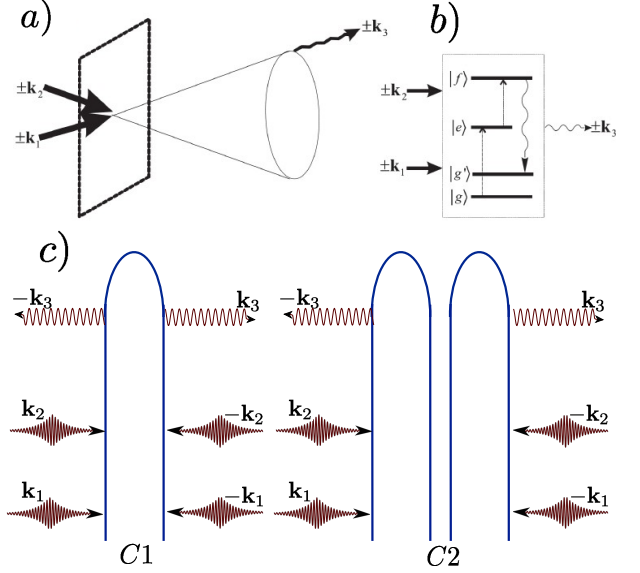 a)
±k₃
±k₂
±k₁
b)
|f⟩
±k₂
|e⟩
±k₃
±k₁
|g'⟩
|g⟩
c)
−k₃ k₃ −k₃ k₃
k₂ −k₂ k₂ −k₂
k₁ −k₁ k₁ −k₁
C1 C2